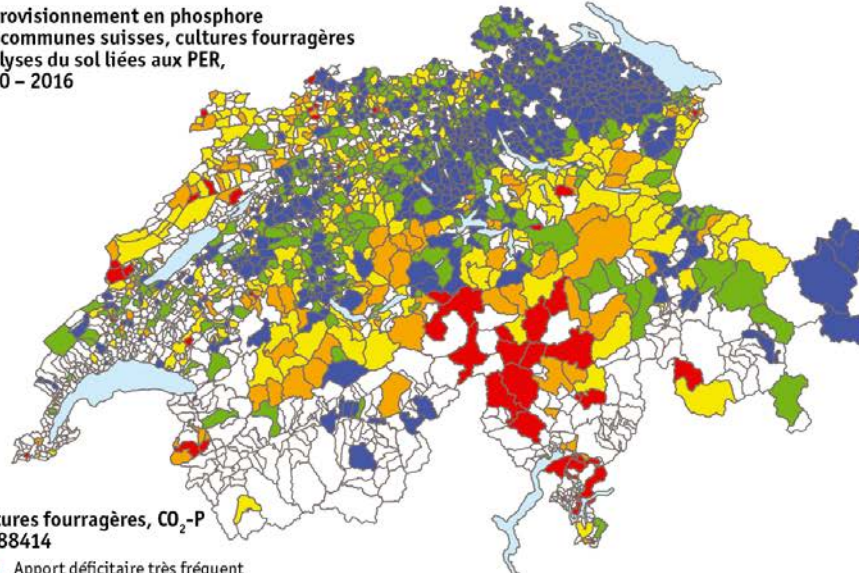 rovisionnement en phosphore
communes suisses, cultures fourragères
lyses du sol liées aux PER,
0 – 2016
tures fourragères, CO₂-P
88414
Apport déficitaire très fréquent